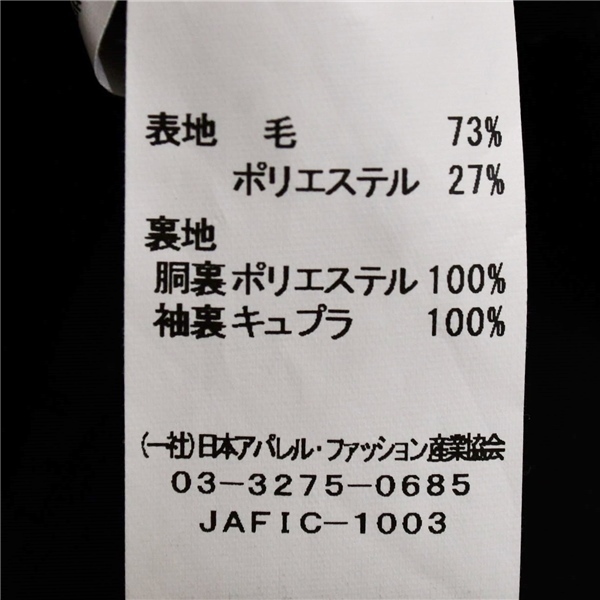 表地 毛 73%
ポリエステル 27%
裏地
胴裏 ポリエステル 100%
袖裏 キュプラ 100%
(一社)日本アパレル・ファッション産業協会
03-3275-0685
JAFIC-1003